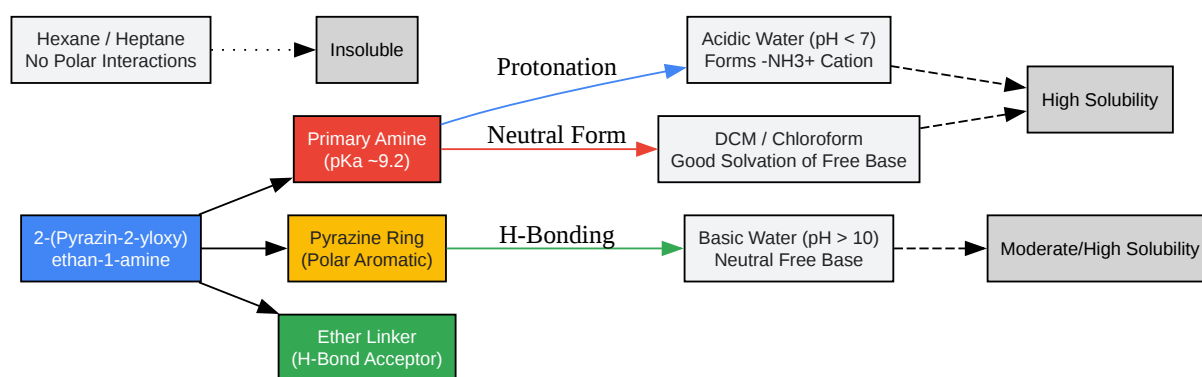 Hexane / Heptane
No Polar Interactions
Insoluble
Acidic Water (pH < 7)
Forms -NH3+ Cation
High Solubility
Protonation
Primary Amine
(pKa ~9.2)
Neutral Form
DCM / Chloroform
Good Solvation of Free Base
2-(Pyrazin-2-yloxy)
ethan-1-amine
Pyrazine Ring
(Polar Aromatic)
H-Bonding
Basic Water (pH > 10)
Neutral Free Base
Moderate/High Solubility
Ether Linker
(H-Bond Acceptor)